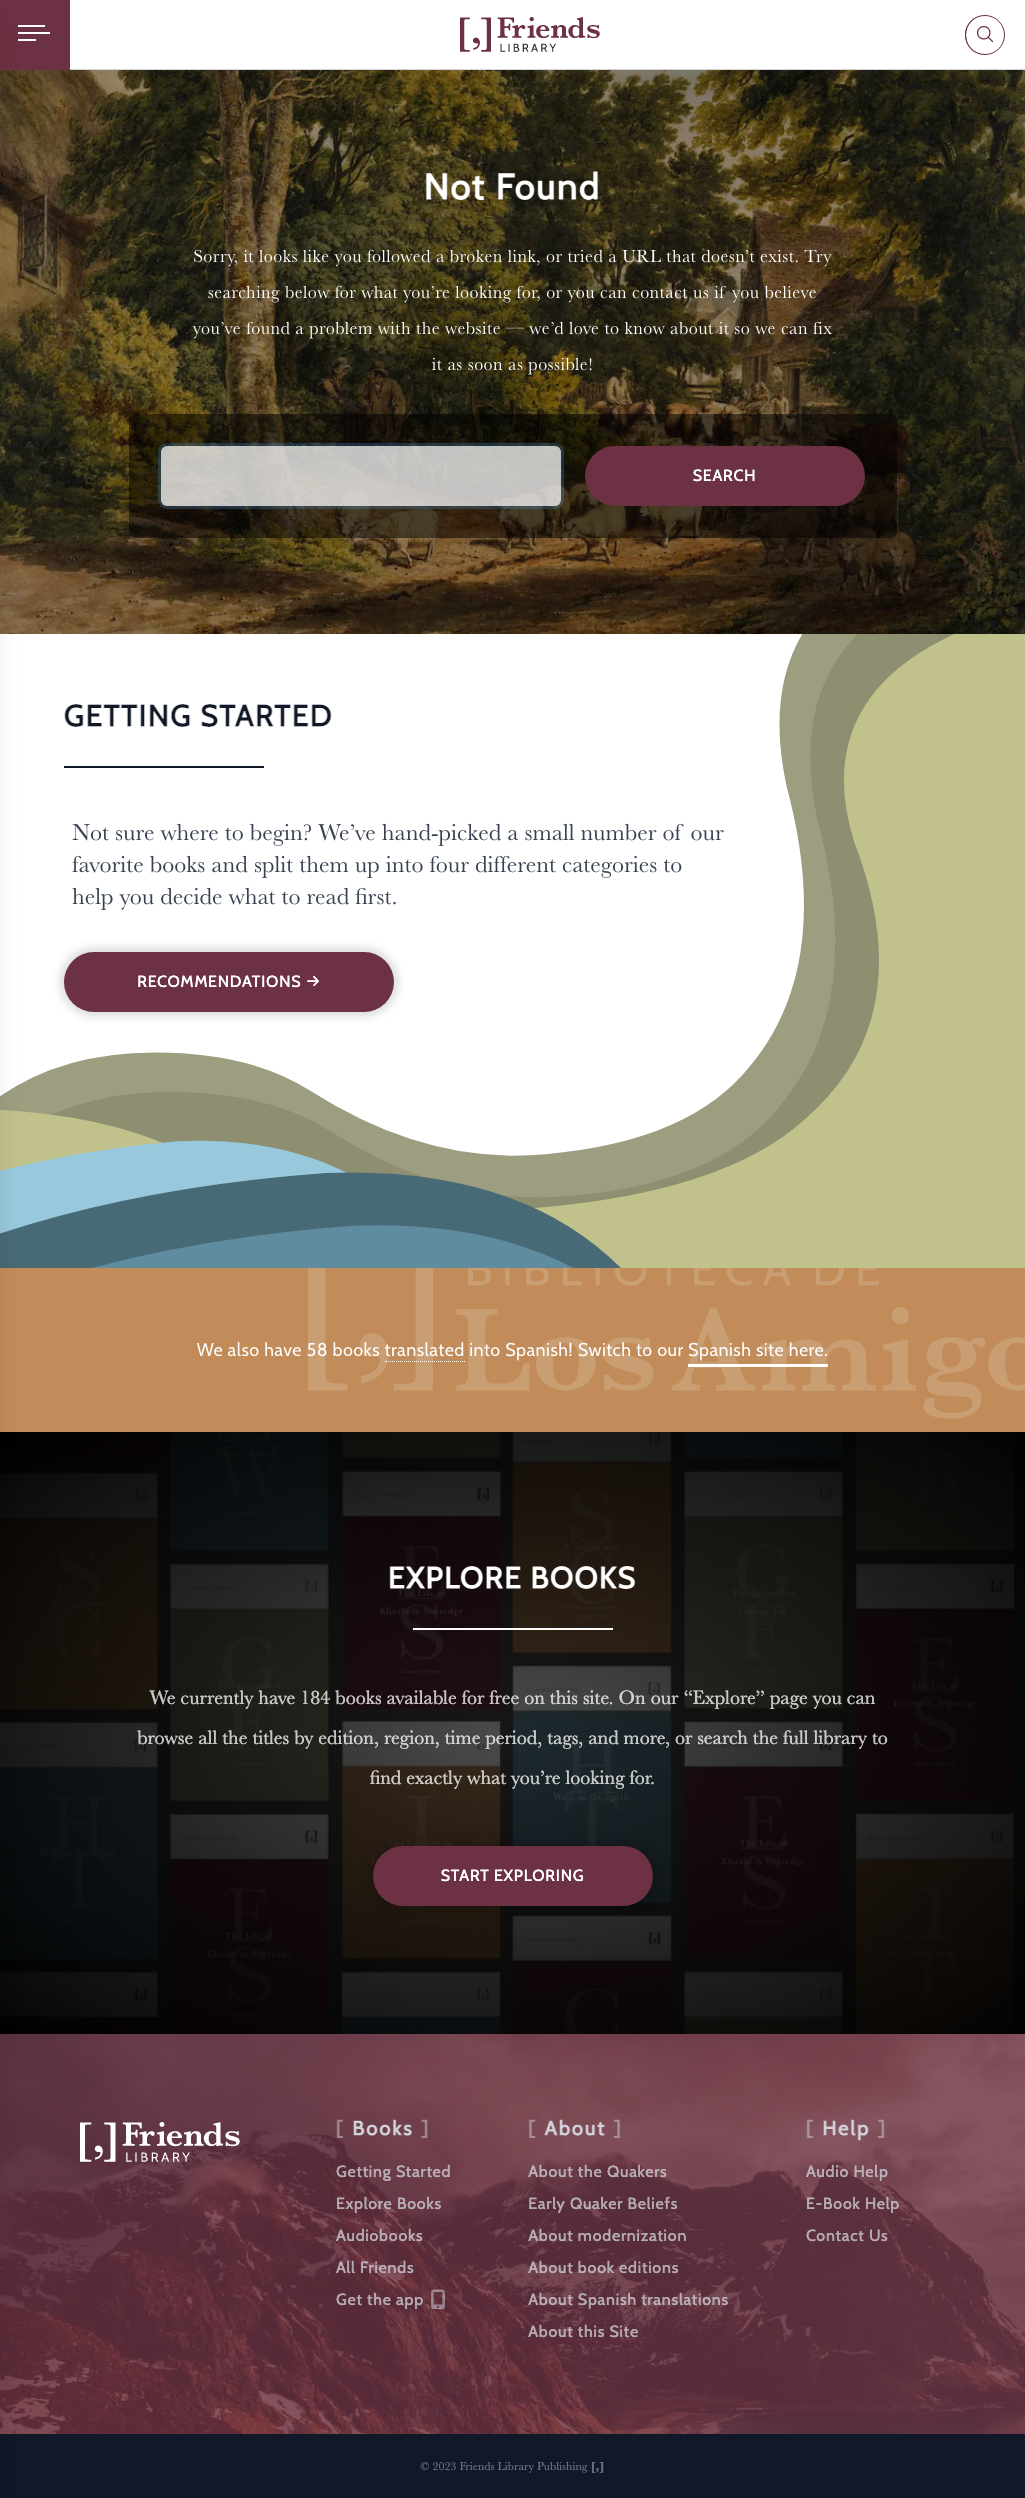 [,] Friends
LIBRARY
Not Found
Sorry, it looks like you followed a broken link, or tried a URL that doesn’t exist. Try
searching below for what you’re looking for, or you can contact us if you believe
you’ve found a problem with the website — we’d love to know about it so we can fix
it as soon as possible!
SEARCH
GETTING STARTED
Not sure where to begin? We’ve hand-picked a small number of our
favorite books and split them up into four different categories to
help you decide what to read first.
RECOMMENDATIONS →
BIBLIOTECA DE
[,] Los Amigo
We also have 58 books translated into Spanish! Switch to our Spanish site here.
EXPLORE BOOKS
We currently have 184 books available for free on this site. On our “Explore” page you can
browse all the titles by edition, region, time period, tags, and more, or search the full library to
find exactly what you’re looking for.
START EXPLORING
[,] Friends
LIBRARY
[ Books ]
Getting Started
Explore Books
Audiobooks
All Friends
Get the app
[ About ]
About the Quakers
Early Quaker Beliefs
About modernization
About book editions
About Spanish translations
About this Site
[ Help ]
Audio Help
E-Book Help
Contact Us
© 2023 Friends Library Publishing [,]